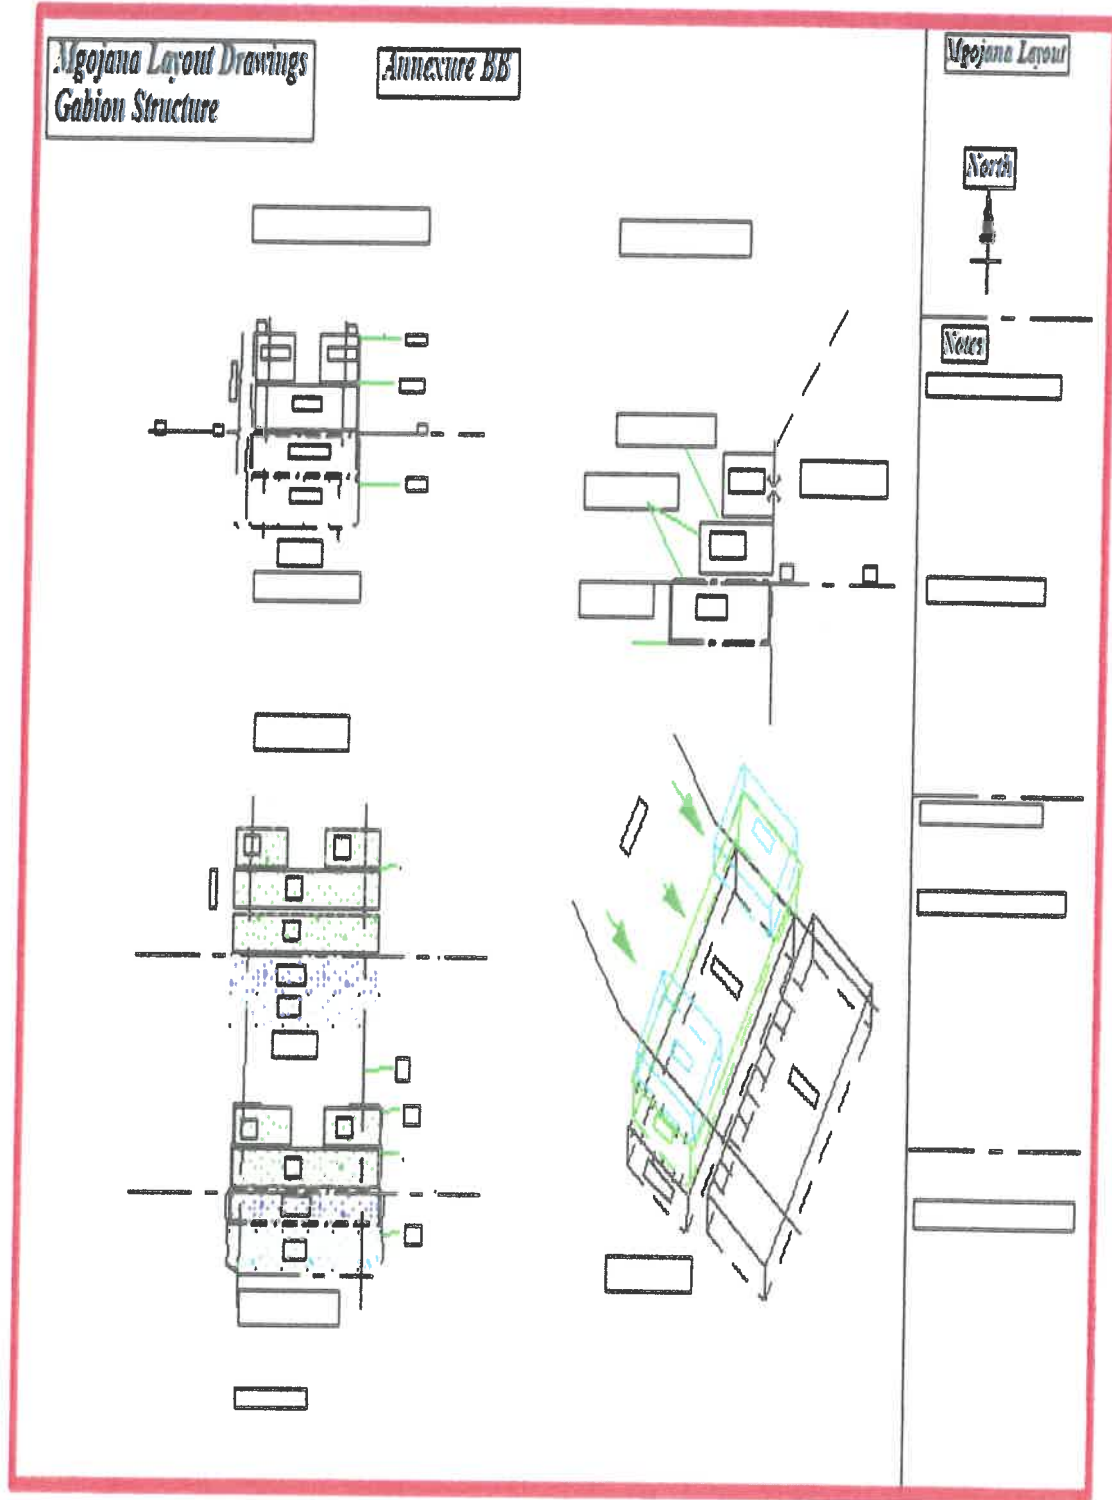 Mgojana Layout Drawings
Gabion Structure
Annexure BB
Mgojana Layout
North
Notes